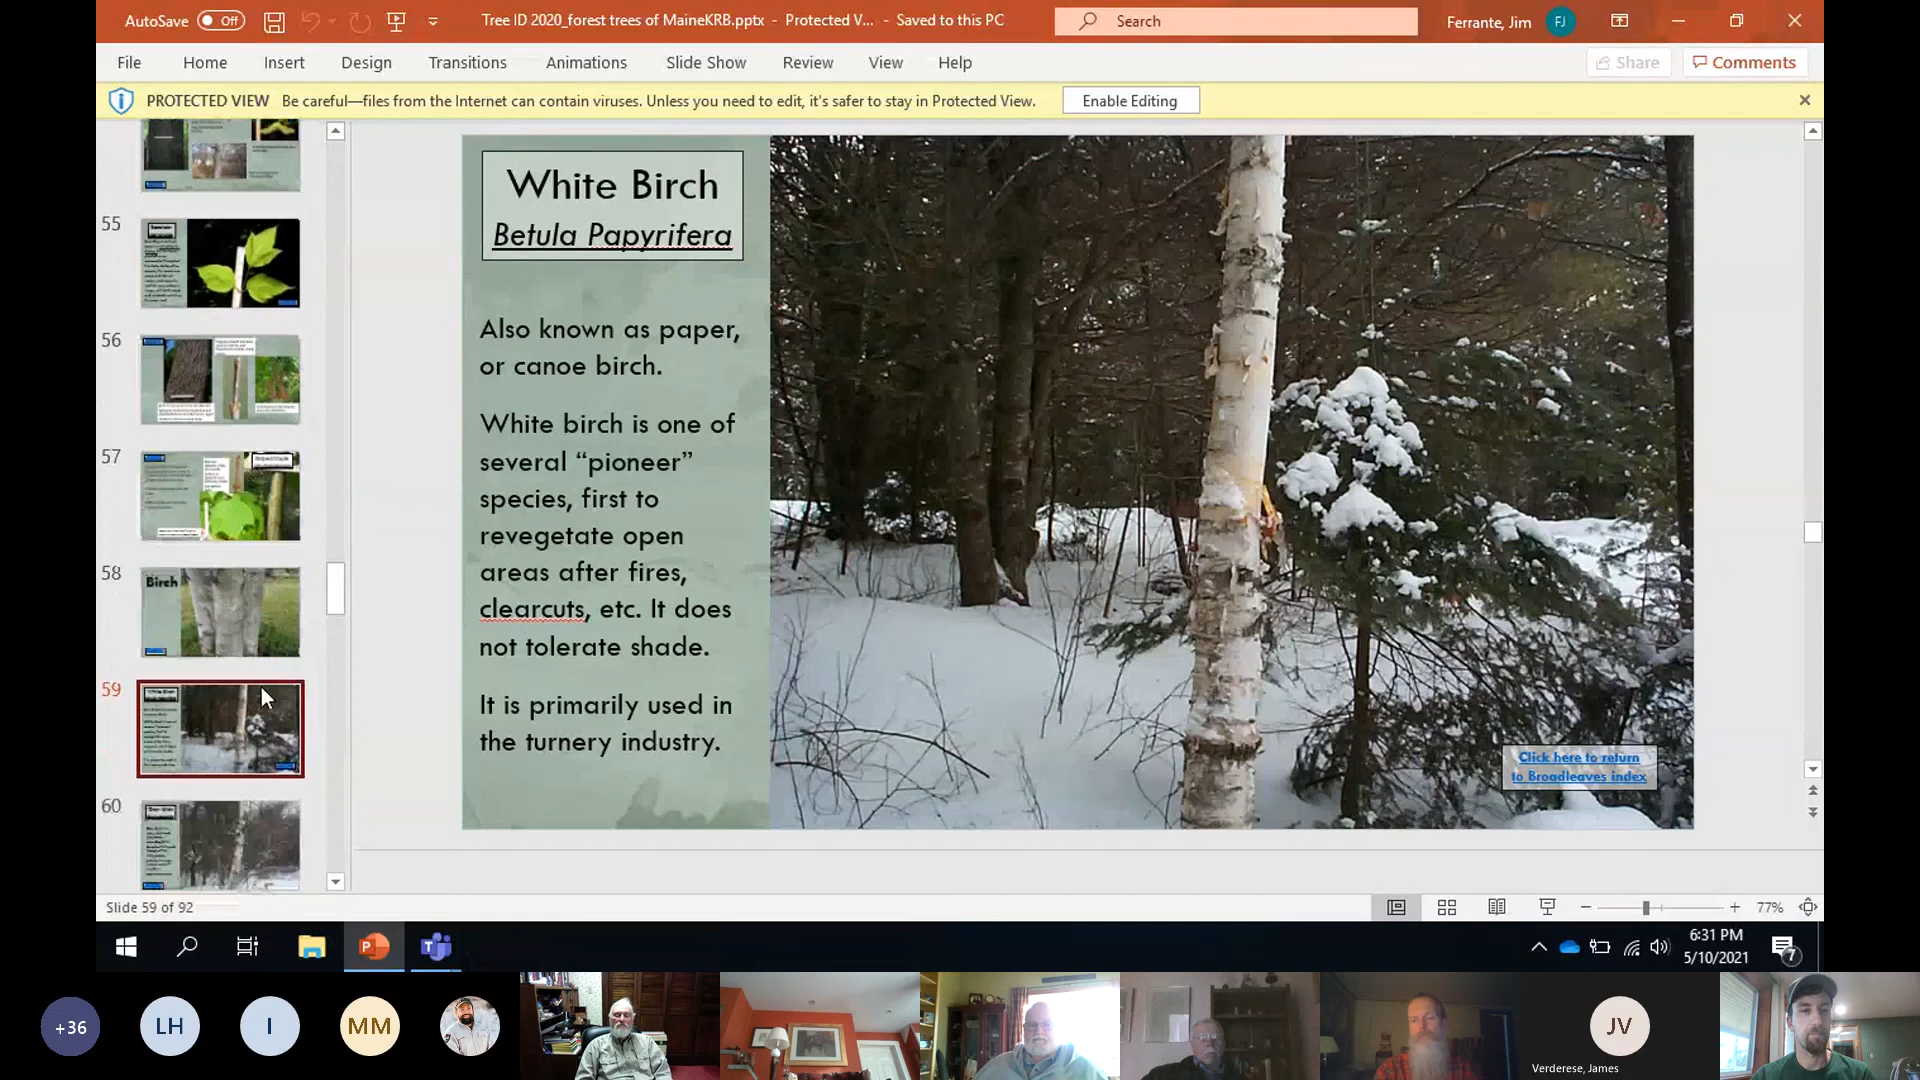 AutoSave Off
Tree ID 2020_forest trees of MaineKRB.pptx - Protected V... - Saved to this PC
Search
Ferrante, Jim
FJ
File Home Insert Design Transitions Animations Slide Show Review View Help
Share
Comments
PROTECTED VIEW Be careful—files from the Internet can contain viruses. Unless you need to edit, it's safer to stay in Protected View.
Enable Editing
55
56
57
58
Birch
59
60
White Birch
Betula Papyrifera
Also known as paper,
or canoe birch.
White birch is one of
several “pioneer”
species, first to
revegetate open
areas after fires,
clearcuts, etc. It does
not tolerate shade.
It is primarily used in
the turnery industry.
Click here to return
to Broadleaves index
Slide 59 of 92
77%
6:31 PM
5/10/2021
7
+36
LH
I
MM
JV
Verderese, James